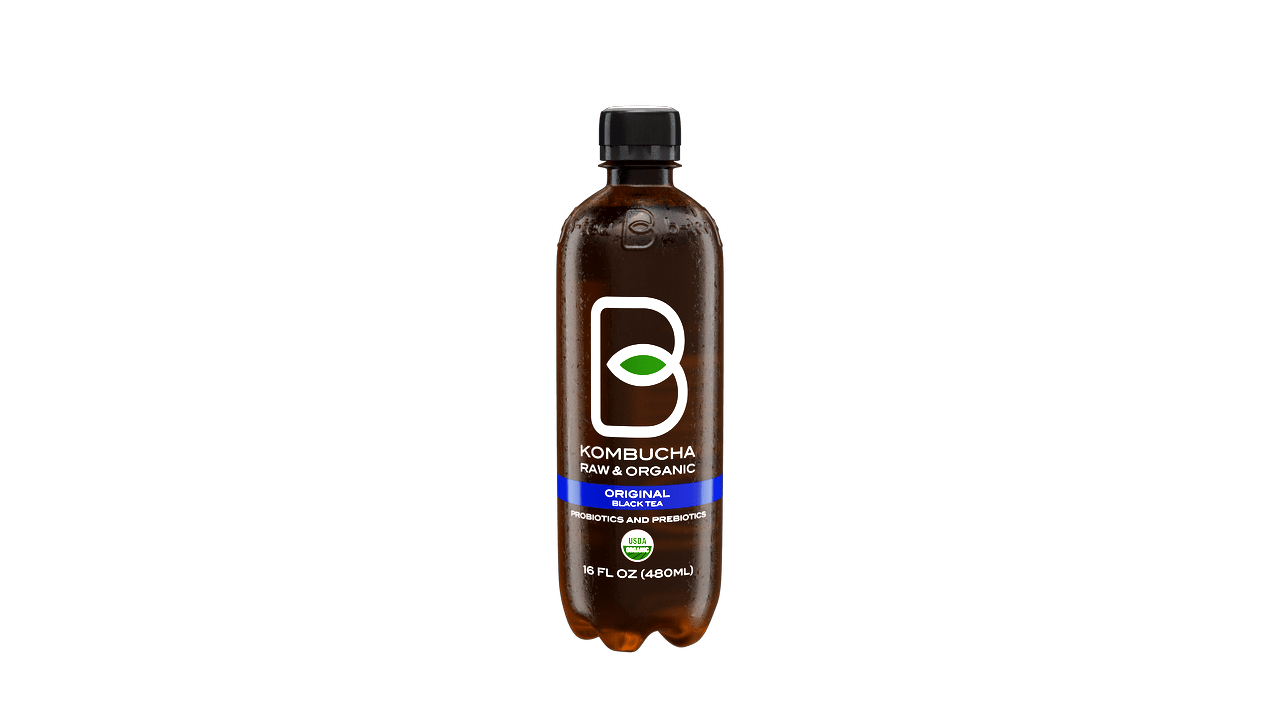 B
B
KOMBUCHA
RAW & ORGANIC
ORIGINAL
BLACK TEA
PROBIOTICS AND PREBIOTICS
USDA
ORGANIC
16 FL OZ (480ML)